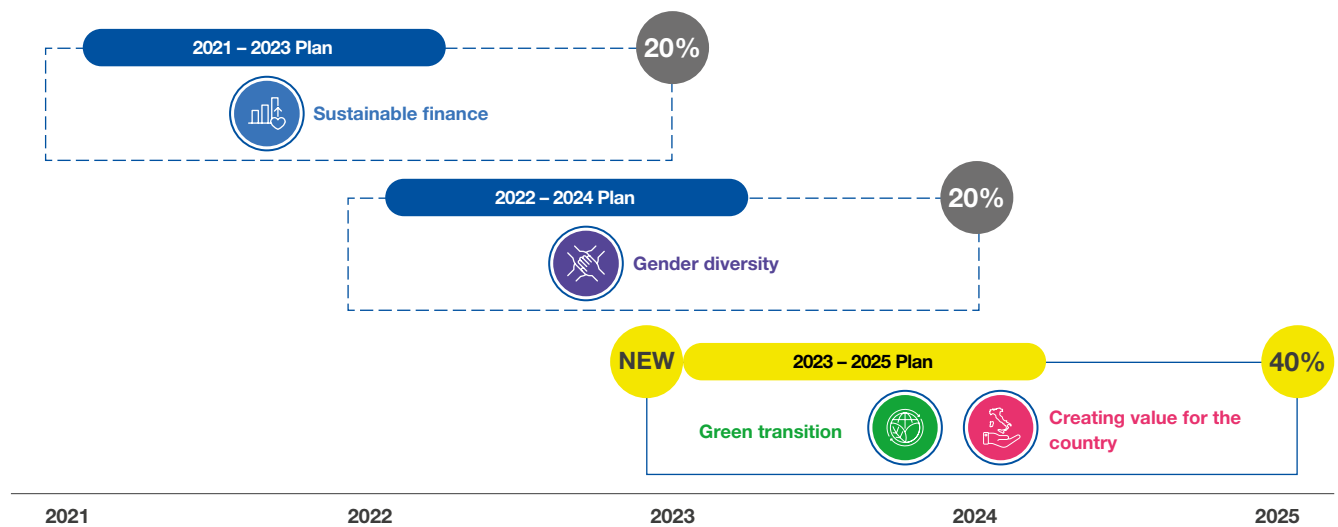 2021 – 2023 Plan
20%
Sustainable finance
2022 – 2024 Plan
20%
Gender diversity
NEW
2023 – 2025 Plan
40%
Green transition
Creating value for the
country
2021
2022
2023
2024
2025